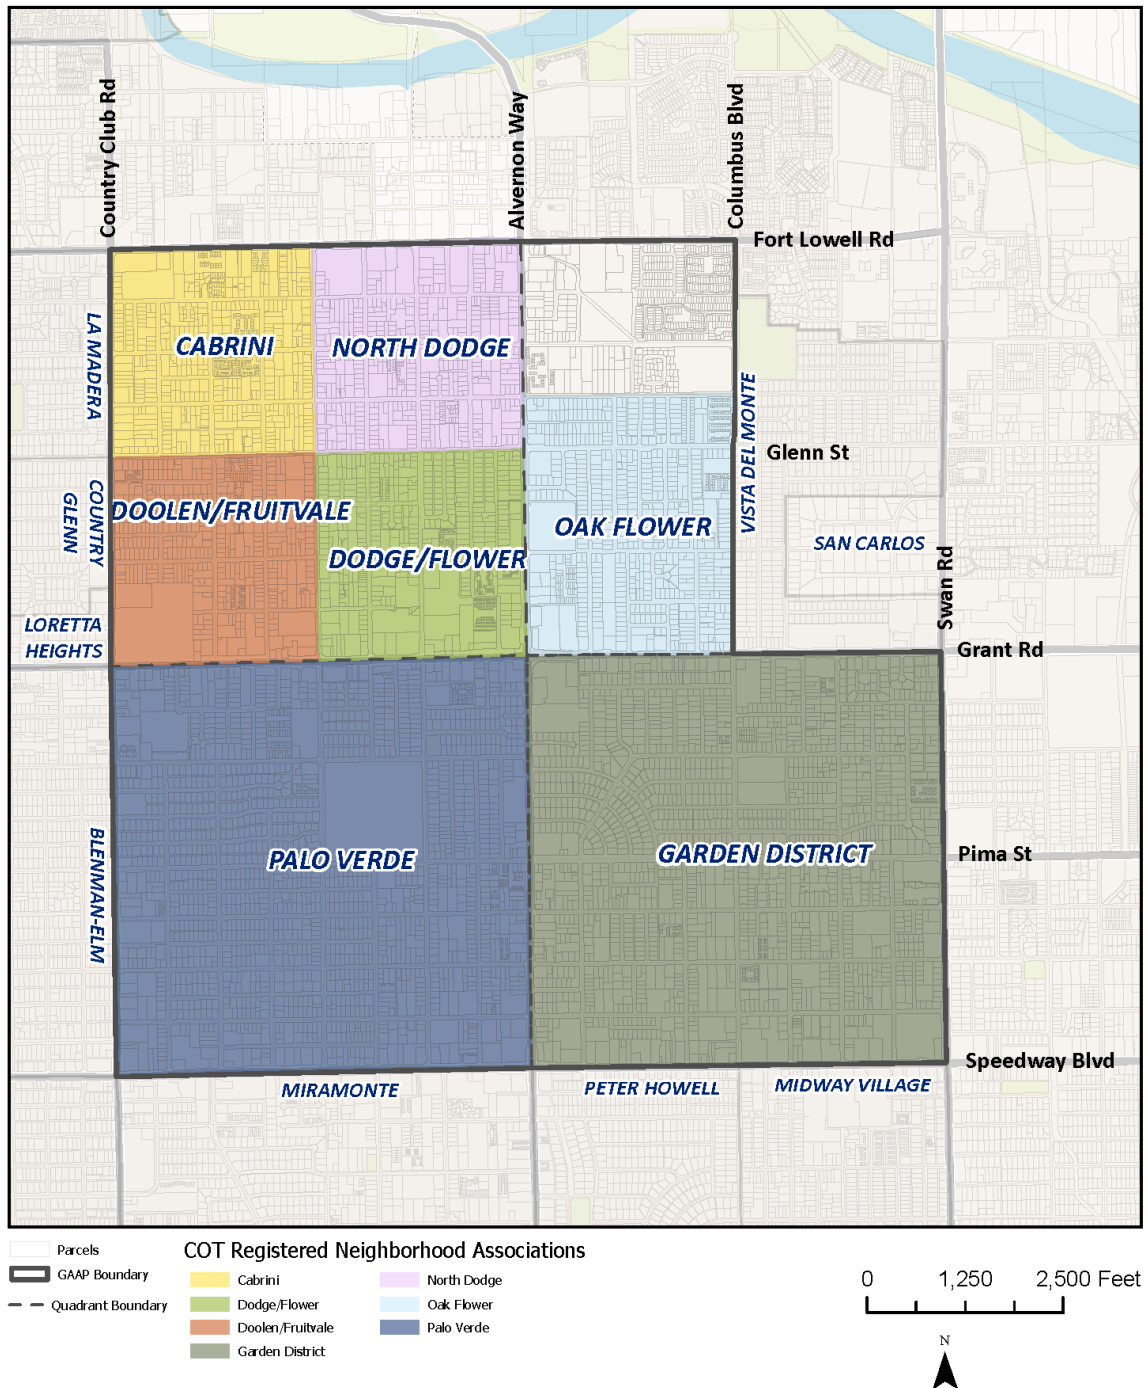 Country Club Rd
Alvernon Way
Columbus Blvd
Fort Lowell Rd
LA MADERA
CABRINI
NORTH DODGE
VISTA DEL MONTE
Glenn St
COUNTRY
GLENN
DOOLEN/FRUITVALE
DODGE/FLOWER
OAK FLOWER
SAN CARLOS
Swan Rd
LORETTA
HEIGHTS
Grant Rd
BLENMAN-ELM
PALO VERDE
GARDEN DISTRICT
Pima St
Speedway Blvd
MIRAMONTE
PETER HOWELL
MIDWAY VILLAGE
Parcels
GAAP Boundary
Quadrant Boundary
COT Registered Neighborhood Associations
Cabrini
Dodge/Flower
Doolen/Fruitvale
Garden District
North Dodge
Oak Flower
Palo Verde
0 1,250 2,500 Feet
N